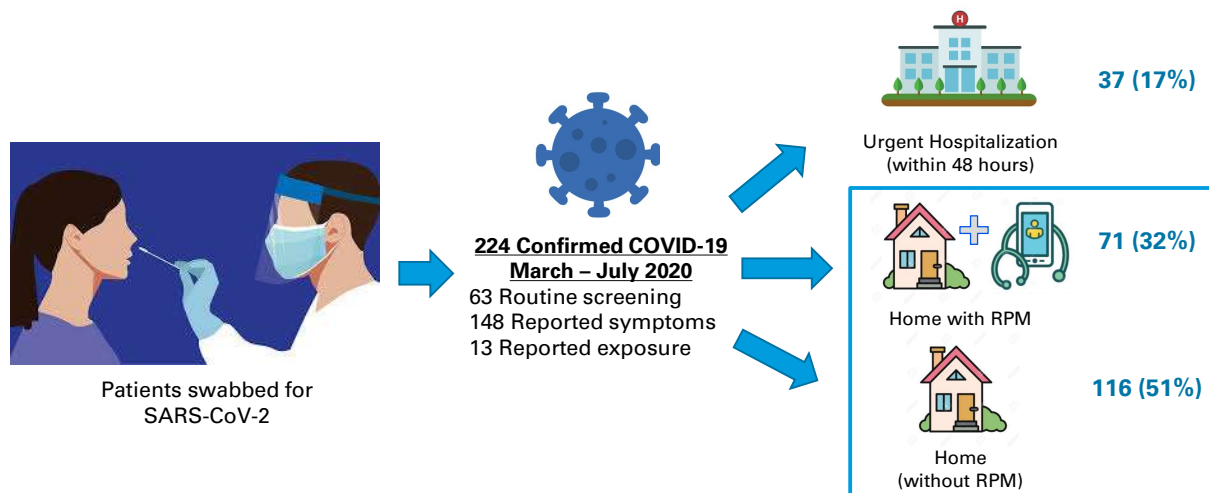 Patients swabbed for
SARS-CoV-2
224 Confirmed COVID-19
March – July 2020
63 Routine screening
148 Reported symptoms
13 Reported exposure
H
Urgent Hospitalization
(within 48 hours)
37 (17%)
Home with RPM
71 (32%)
Home
(without RPM)
116 (51%)